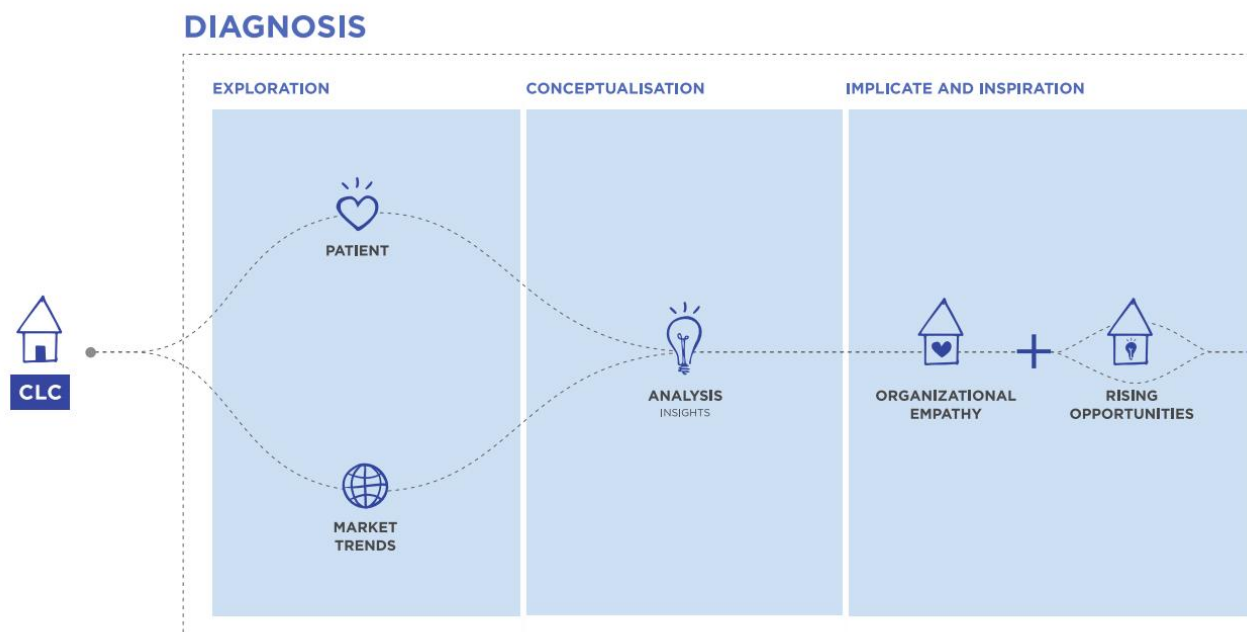 DIAGNOSIS
EXPLORATION
CONCEPTUALISATION
IMPLICATE AND INSPIRATION
PATIENT
CLC
ANALYSIS
INSIGHTS
ORGANIZATIONAL
EMPATHY
RISING
OPPORTUNITIES
MARKET
TRENDS